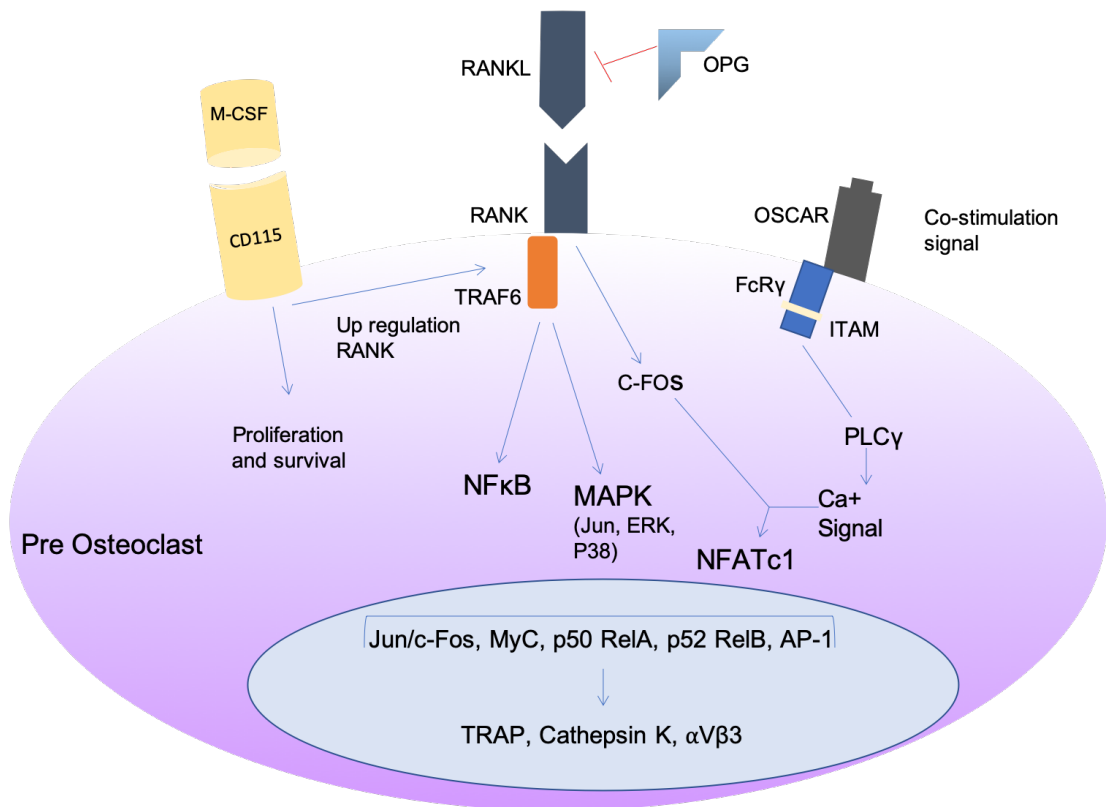 RANKL
OPG
M-CSF
CD115
RANK
OSCAR
Co-stimulation
signal
FcRγ
ITAM
TRAF6
Up regulation
RANK
C-FOS
Proliferation
and survival
PLCγ
NFκB
MAPK
(Jun, ERK,
P38)
Ca+
Signal
Pre Osteoclast
NFATc1
Jun/c-Fos, MyC, p50 RelA, p52 RelB, AP-1
TRAP, Cathepsin K, αVβ3